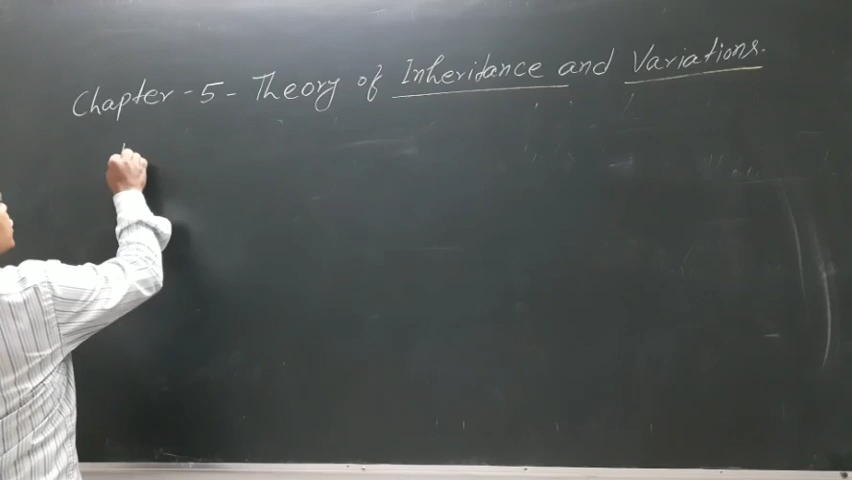 Chapter - 5 - Theory of Inheridance and Variations.